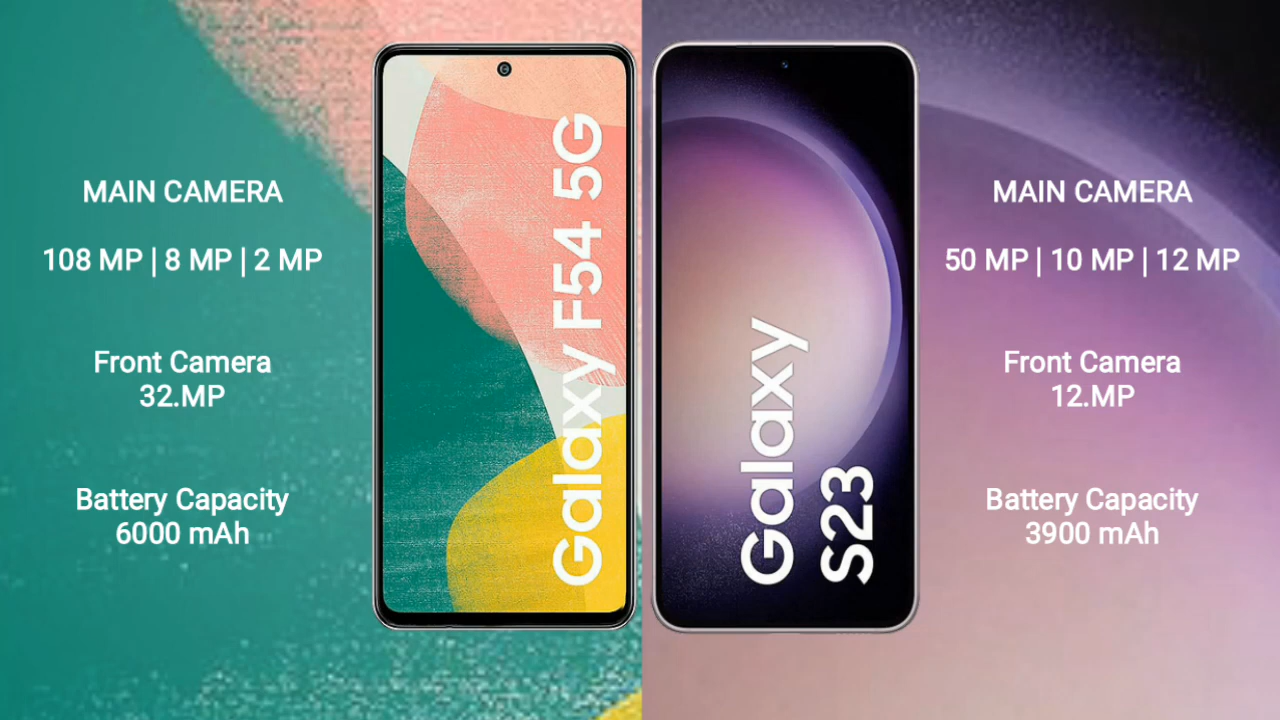 MAIN CAMERA
108 MP | 8 MP | 2 MP
Front Camera
32.MP
Battery Capacity
6000 mAh
Galaxy F54 5G
Galaxy
S23
MAIN CAMERA
50 MP | 10 MP | 12 MP
Front Camera
12.MP
Battery Capacity
3900 mAh